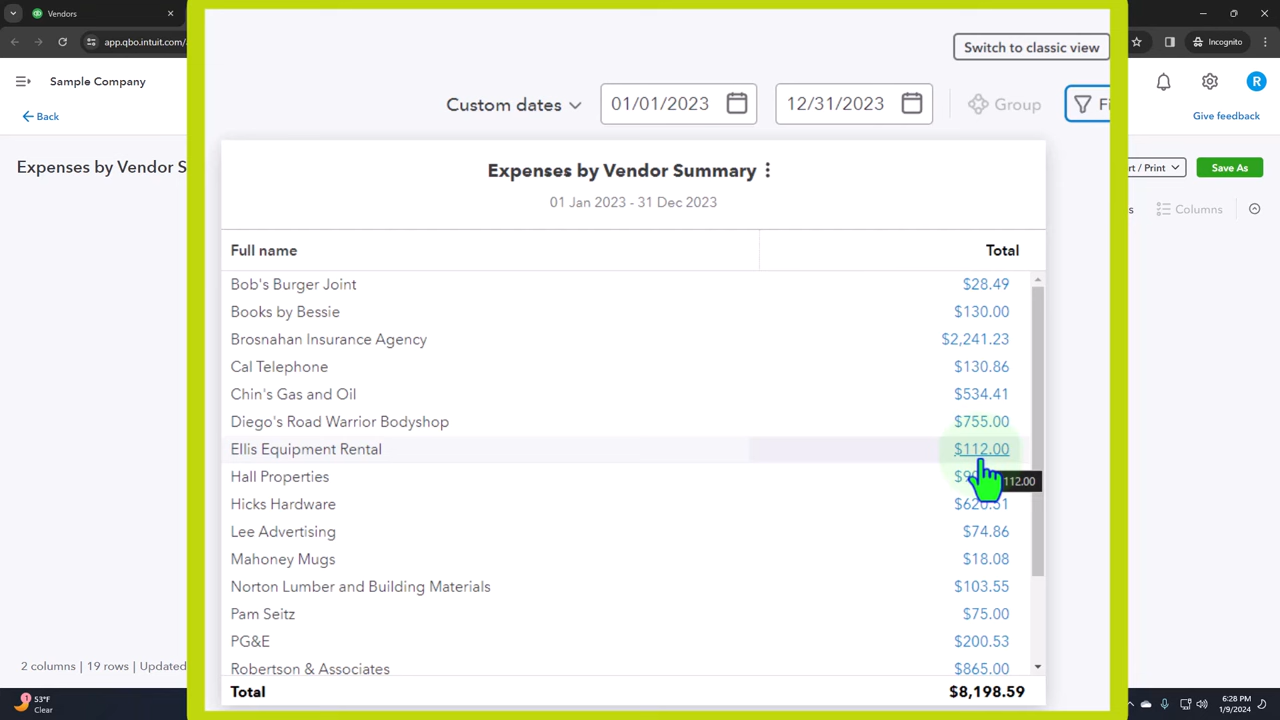 Vendors
app.qbo.intuit.com/
Incognito
Sample Company
Switch to classic view
Back
Custom dates 01/01/2023 12/31/2023 Group
Give feedback
Expenses by Vendor S
Expenses by Vendor Summary
Save As
01 Jan 2023 - 31 Dec 2023
Columns
Full name Total
Bob's Burger Joint $28.49
Books by Bessie $130.00
Brosnahan Insurance Agency $2,241.23
Cal Telephone $130.86
Chin's Gas and Oil $534.41
Diego's Road Warrior Bodyshop $755.00
Ellis Equipment Rental $112.00
Hall Properties
112.00
Hicks Hardware $620.51
Lee Advertising $74.86
Mahoney Mugs $18.08
Norton Lumber and Building Materials $103.55
Pam Seitz $75.00
PG&E $200.53
Robertson & Associates $865.00
2 columns | 19 rows | Updated
Total $8,198.59
53°F
Clear
6:28 PM
1/9/2024